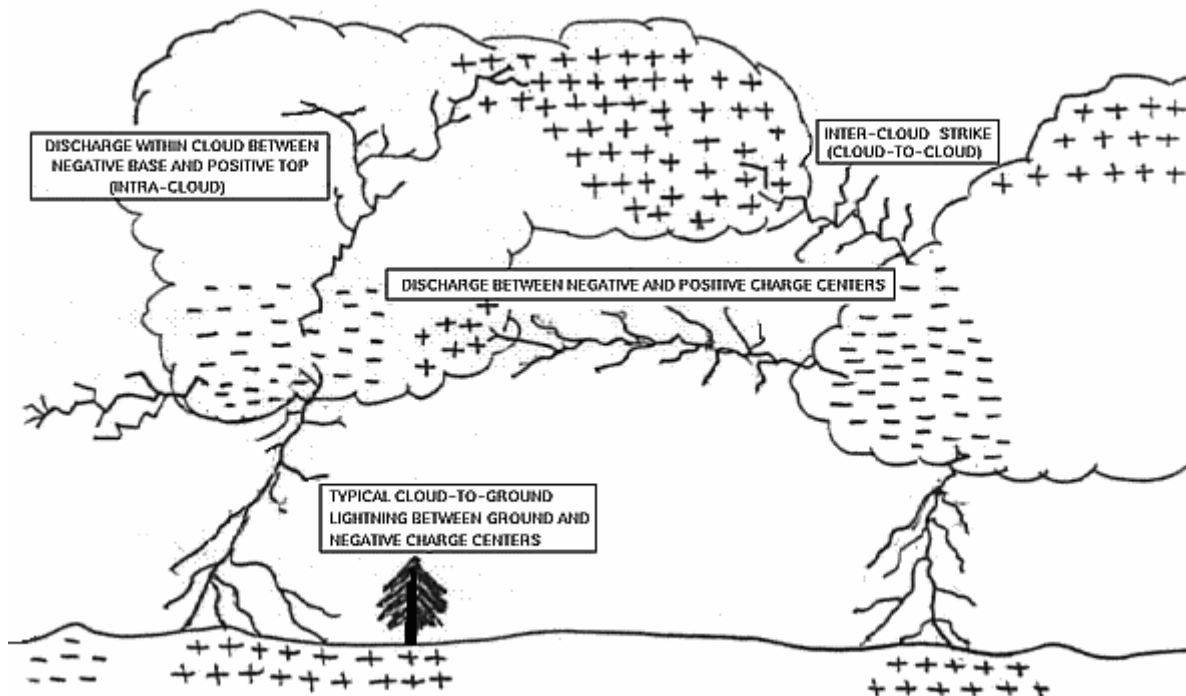 DISCHARGE WITHIN CLOUD BETWEEN
NEGATIVE BASE AND POSITIVE TOP
(INTRA-CLOUD)
INTER-CLOUD STRIKE
(CLOUD-TO-CLOUD)
DISCHARGE BETWEEN NEGATIVE AND POSITIVE CHARGE CENTERS
TYPICAL CLOUD-TO-GROUND
LIGHTNING BETWEEN GROUND AND
NEGATIVE CHARGE CENTERS